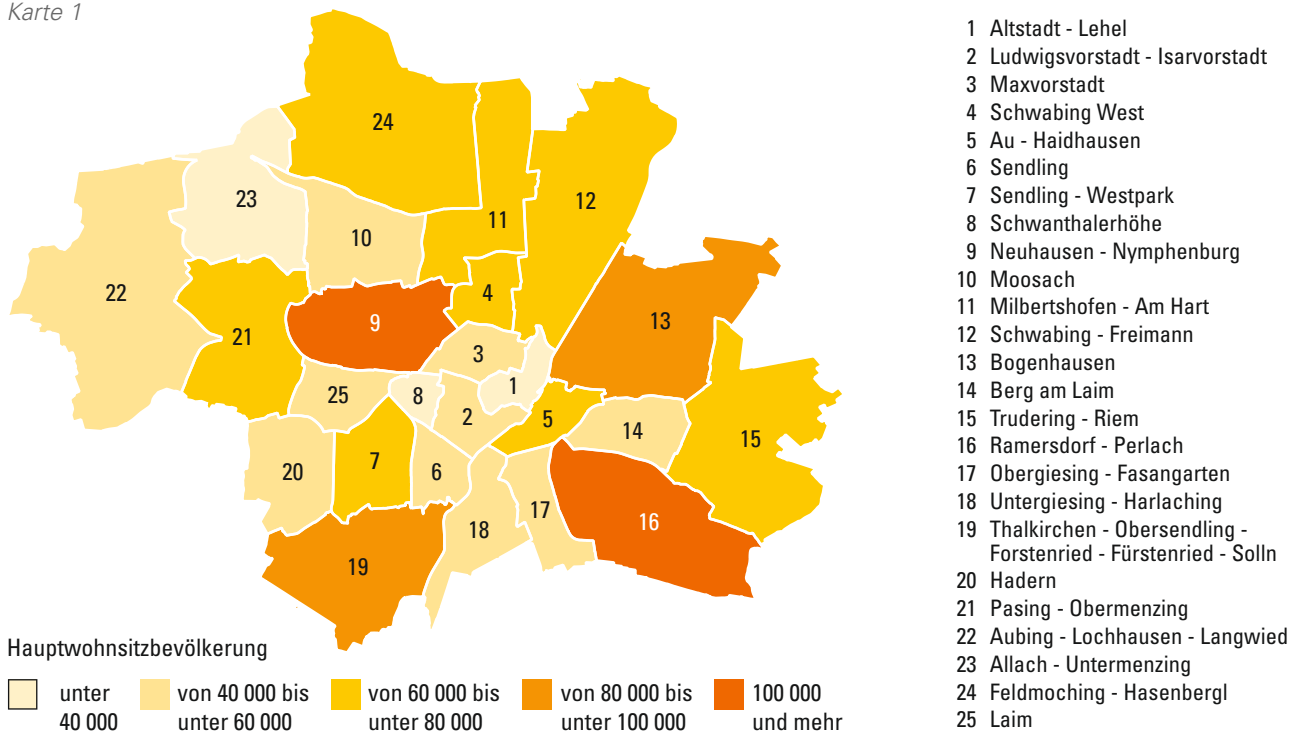 Karte 1
24
23
12
11
10
22
4
13
9
21
3
1
25
8
2
5
14
15
7
20
6
17
16
18
19
Hauptwohnsitzbevölkerung
unter
40 000
von 40 000 bis
unter 60 000
von 60 000 bis
unter 80 000
von 80 000 bis
unter 100 000
100 000
und mehr
1 Altstadt - Lehel
2 Ludwigsvorstadt - Isarvorstadt
3 Maxvorstadt
4 Schwabing West
5 Au - Haidhausen
6 Sendling
7 Sendling - Westpark
8 Schwanthalerhöhe
9 Neuhausen - Nymphenburg
10 Moosach
11 Milbertshofen - Am Hart
12 Schwabing - Freimann
13 Bogenhausen
14 Berg am Laim
15 Trudering - Riem
16 Ramersdorf - Perlach
17 Obergiesing - Fasangarten
18 Untergiesing - Harlaching
19 Thalkirchen - Obersendling -
Forstenried - Fürstenried - Solln
20 Hadern
21 Pasing - Obermenzing
22 Aubing - Lochhausen - Langwied
23 Allach - Untermenzing
24 Feldmoching - Hasenbergl
25 Laim